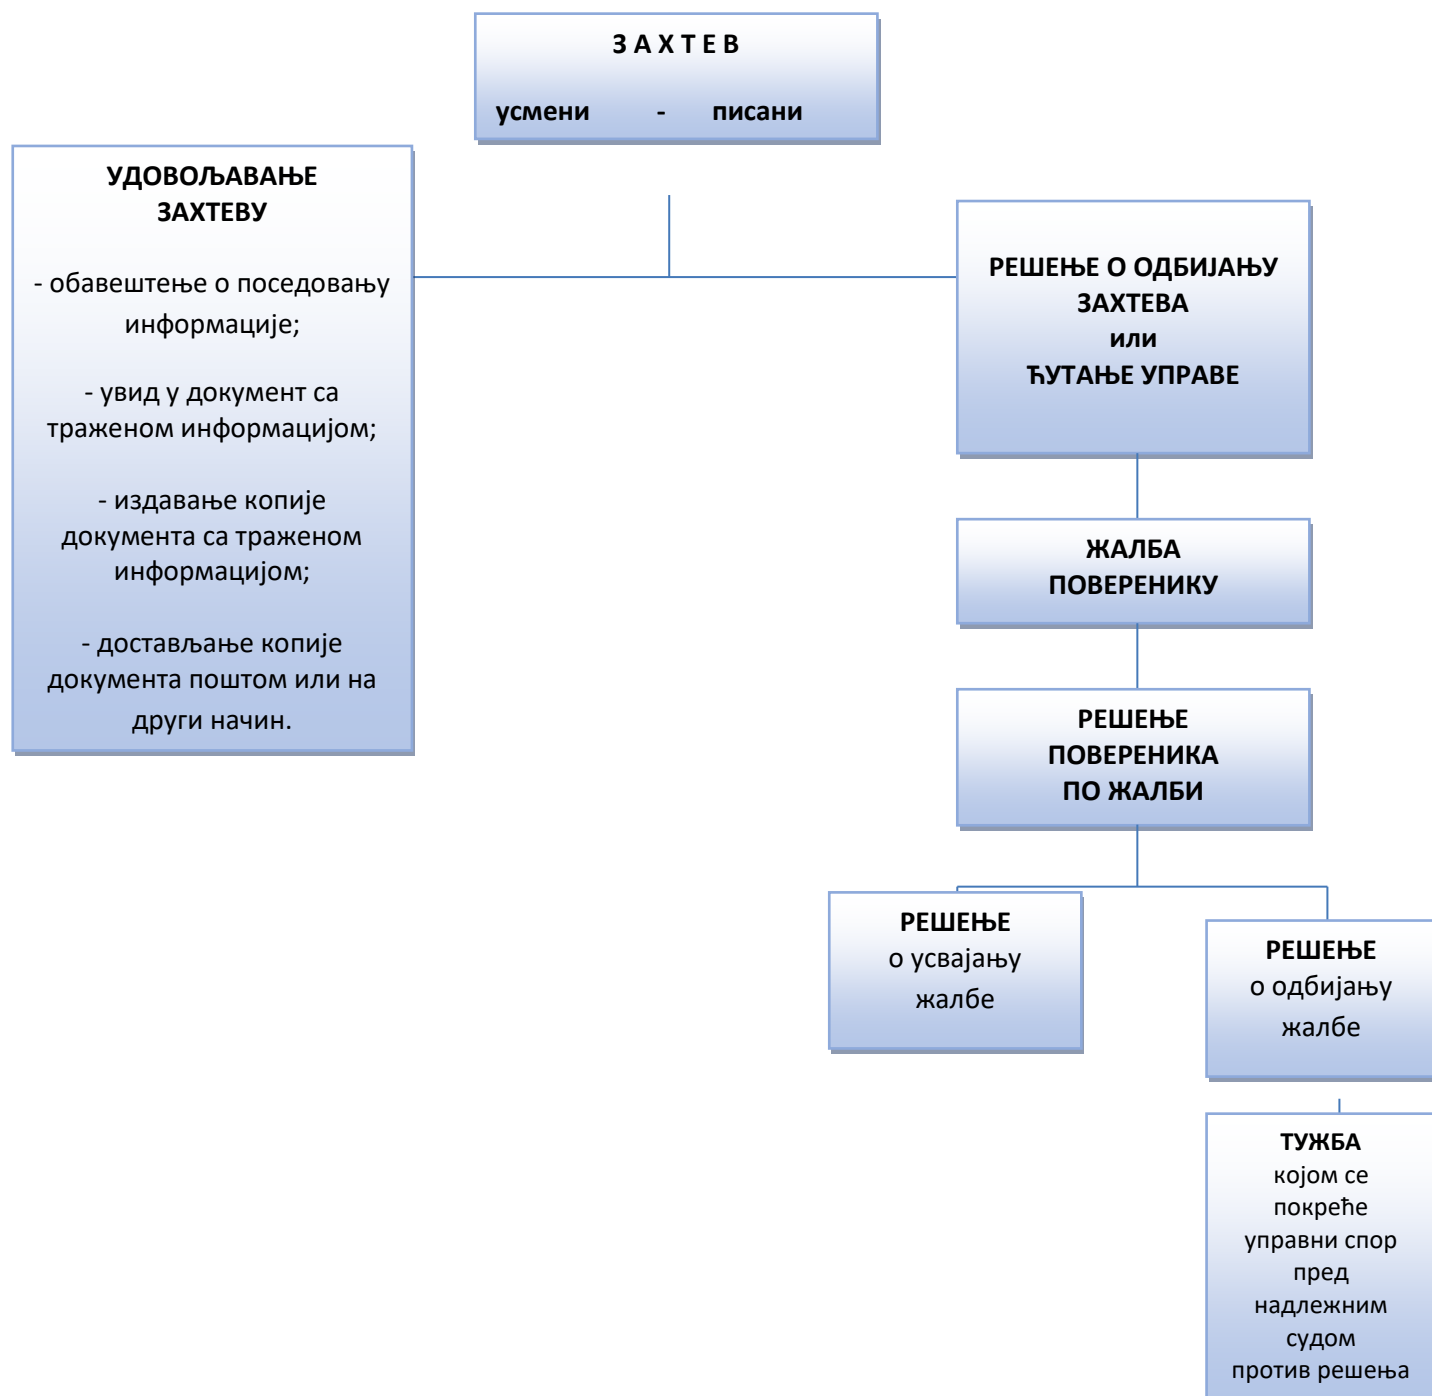 З А Х Т Е В
усмени - писани
УДОВОЉАВАЊЕ
ЗАХТЕВУ
- обавештење о поседовању
информације;
- увид у документ са
траженом информацијом;
- издавање копије
документа са траженом
информацијом;
- достављање копије
документа поштом или на
други начин.
РЕШЕЊЕ О ОДБИЈАЊУ
ЗАХТЕВА
или
ЋУТАЊЕ УПРАВЕ
ЖАЛБА
ПОВЕРЕНИКУ
РЕШЕЊЕ
ПОВЕРЕНИКА
ПО ЖАЛБИ
РЕШЕЊЕ
о усвајању
жалбе
РЕШЕЊЕ
о одбијању
жалбе
ТУЖБА
којом се
покреће
управни спор
пред
надлежним
судом
против решења